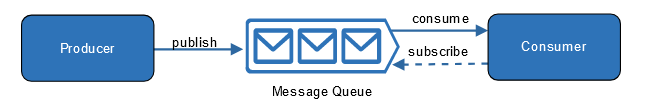 Producer
publish
consume
subscribe
Consumer
Message Queue